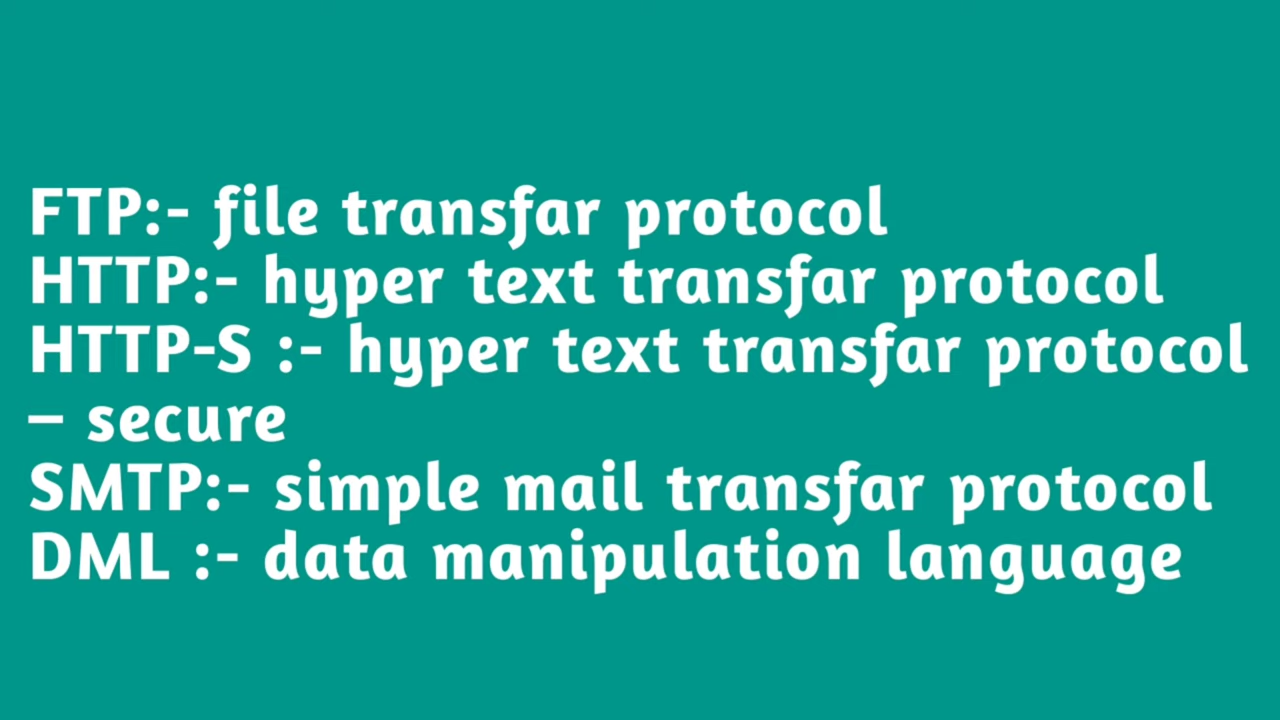 FTP:- file transfar protocol
HTTP:- hyper text transfar protocol
HTTP-S :- hyper text transfar protocol
– secure
SMTP:- simple mail transfar protocol
DML :- data manipulation language